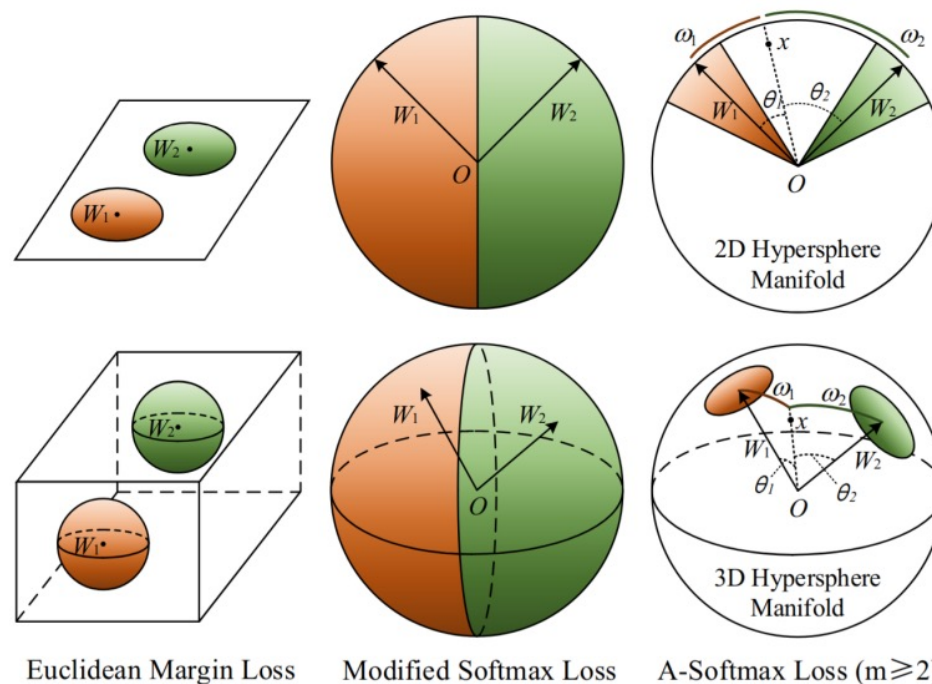 ω1
x
ω2
W1
W2
W1
θ1
θ2
W2
W2
O
O
W1
2D Hypersphere
Manifold
W2
W1
W2
ω1
ω2
x
W1
W2
O
θ1
θ2
W1
O
3D Hypersphere
Manifold
Euclidean Margin Loss
Modified Softmax Loss
A-Softmax Loss (m≥2